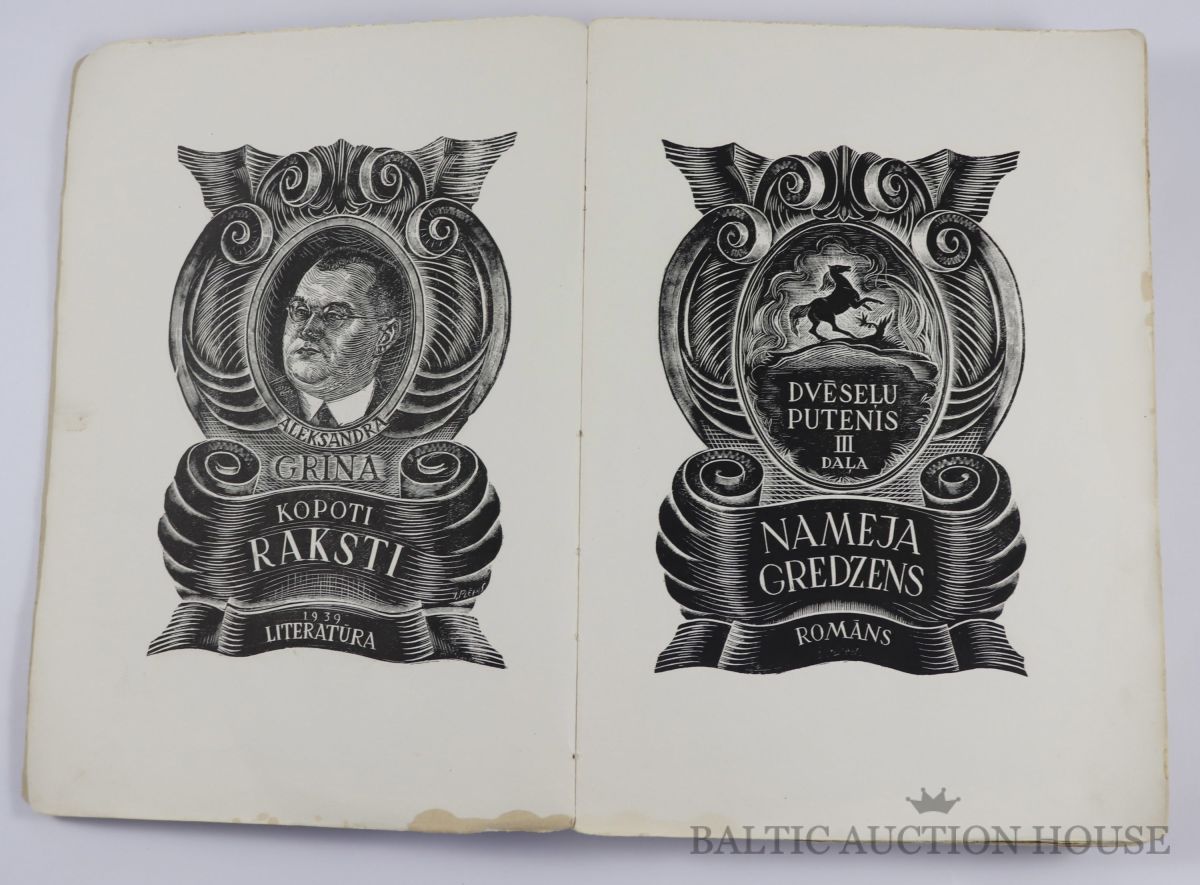 ALEKSANDRA
GRĪNA
KOPOTI
RAKSTI
1939
LITERATŪRA
DVĒSEĻU
PUTENIS
III
DAĻA
NAMEJA
GREDZENS
ROMĀNS
BALTIC AUCTION HOUSE